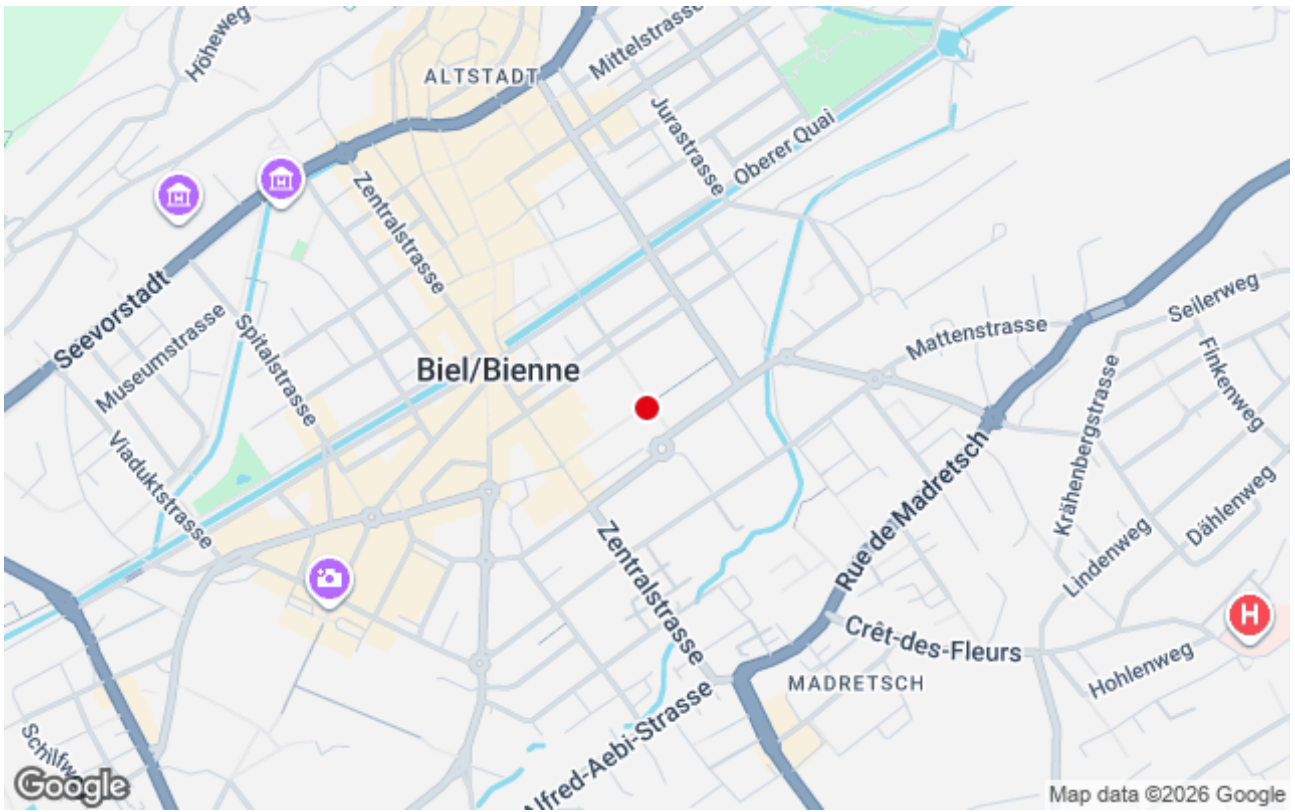 Höheweg
Mittelstrasse
ALTSTADT
Jurastrasse
Oberer Quai
Zentralstrasse
Seevorstadt
Museumstrasse
Spitalstrasse
Biel/Bienne
Mattenstrasse
Seilerweg
Finkenweg
Krähenbergstrasse
Viaduktstrasse
Rue de Madretsch
Dählenweg
Lindenweg
Zentralstrasse
H
Crêt-des-Fleurs
Hohlenweg
MADRETSCH
Alfred-Aebi-Strasse
Schilfw
Google
Map data ©2026 Google